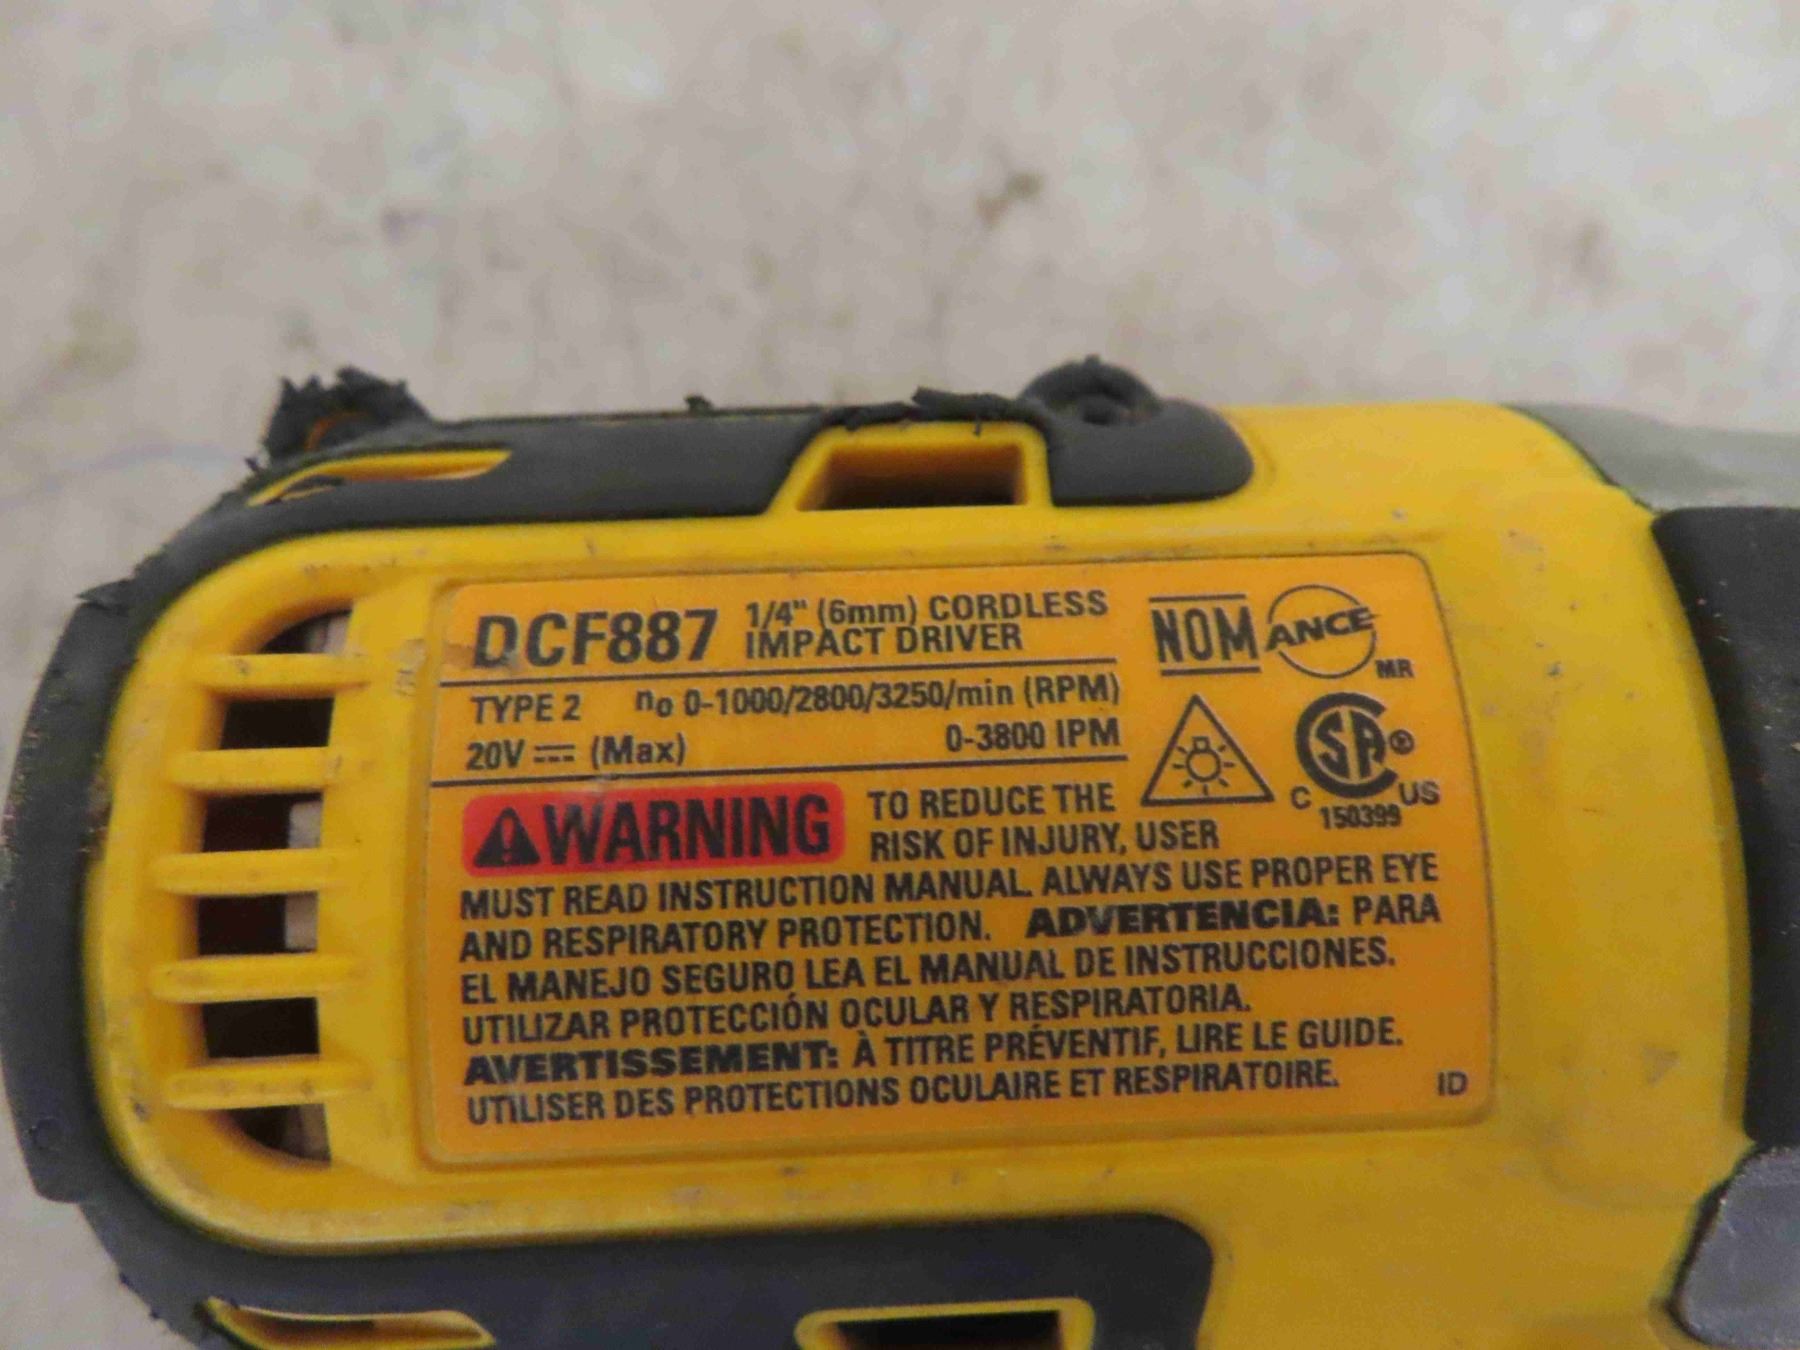 DCF887 1/4" (6mm) CORDLESS
IMPACT DRIVER
NOM ANCE MR
TYPE 2 no 0-1000/2800/3250/min (RPM)
20V ⎓ (Max) 0-3800 IPM
C SA® US
150399
WARNING TO REDUCE THE
RISK OF INJURY, USER
MUST READ INSTRUCTION MANUAL. ALWAYS USE PROPER EYE
AND RESPIRATORY PROTECTION. ADVERTENCIA: PARA
EL MANEJO SEGURO LEA EL MANUAL DE INSTRUCCIONES.
UTILIZAR PROTECCIÓN OCULAR Y RESPIRATORIA.
AVERTISSEMENT: À TITRE PRÉVENTIF, LIRE LE GUIDE.
UTILISER DES PROTECTIONS OCULAIRE ET RESPIRATOIRE. ID